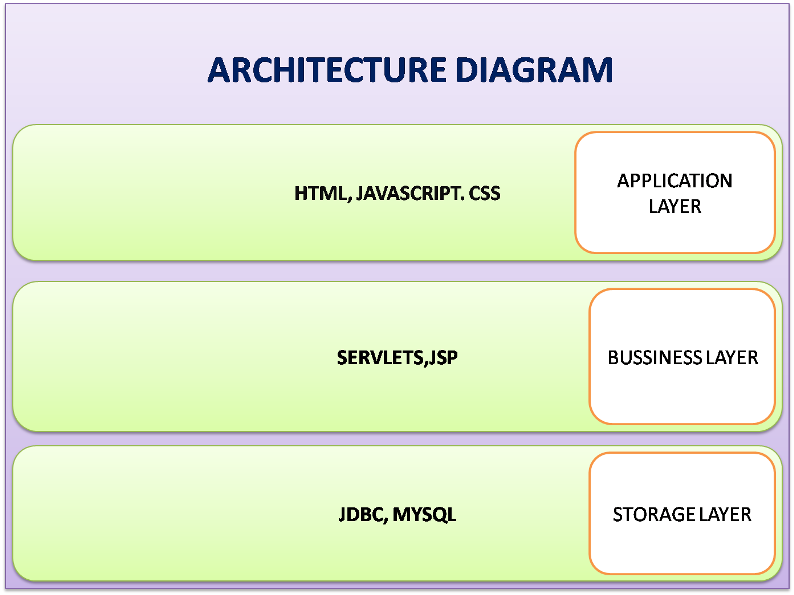 ARCHITECTURE DIAGRAM
HTML, JAVASCRIPT. CSS
APPLICATION
LAYER
SERVLETS,JSP
BUSSINESS LAYER
JDBC, MYSQL
STORAGE LAYER